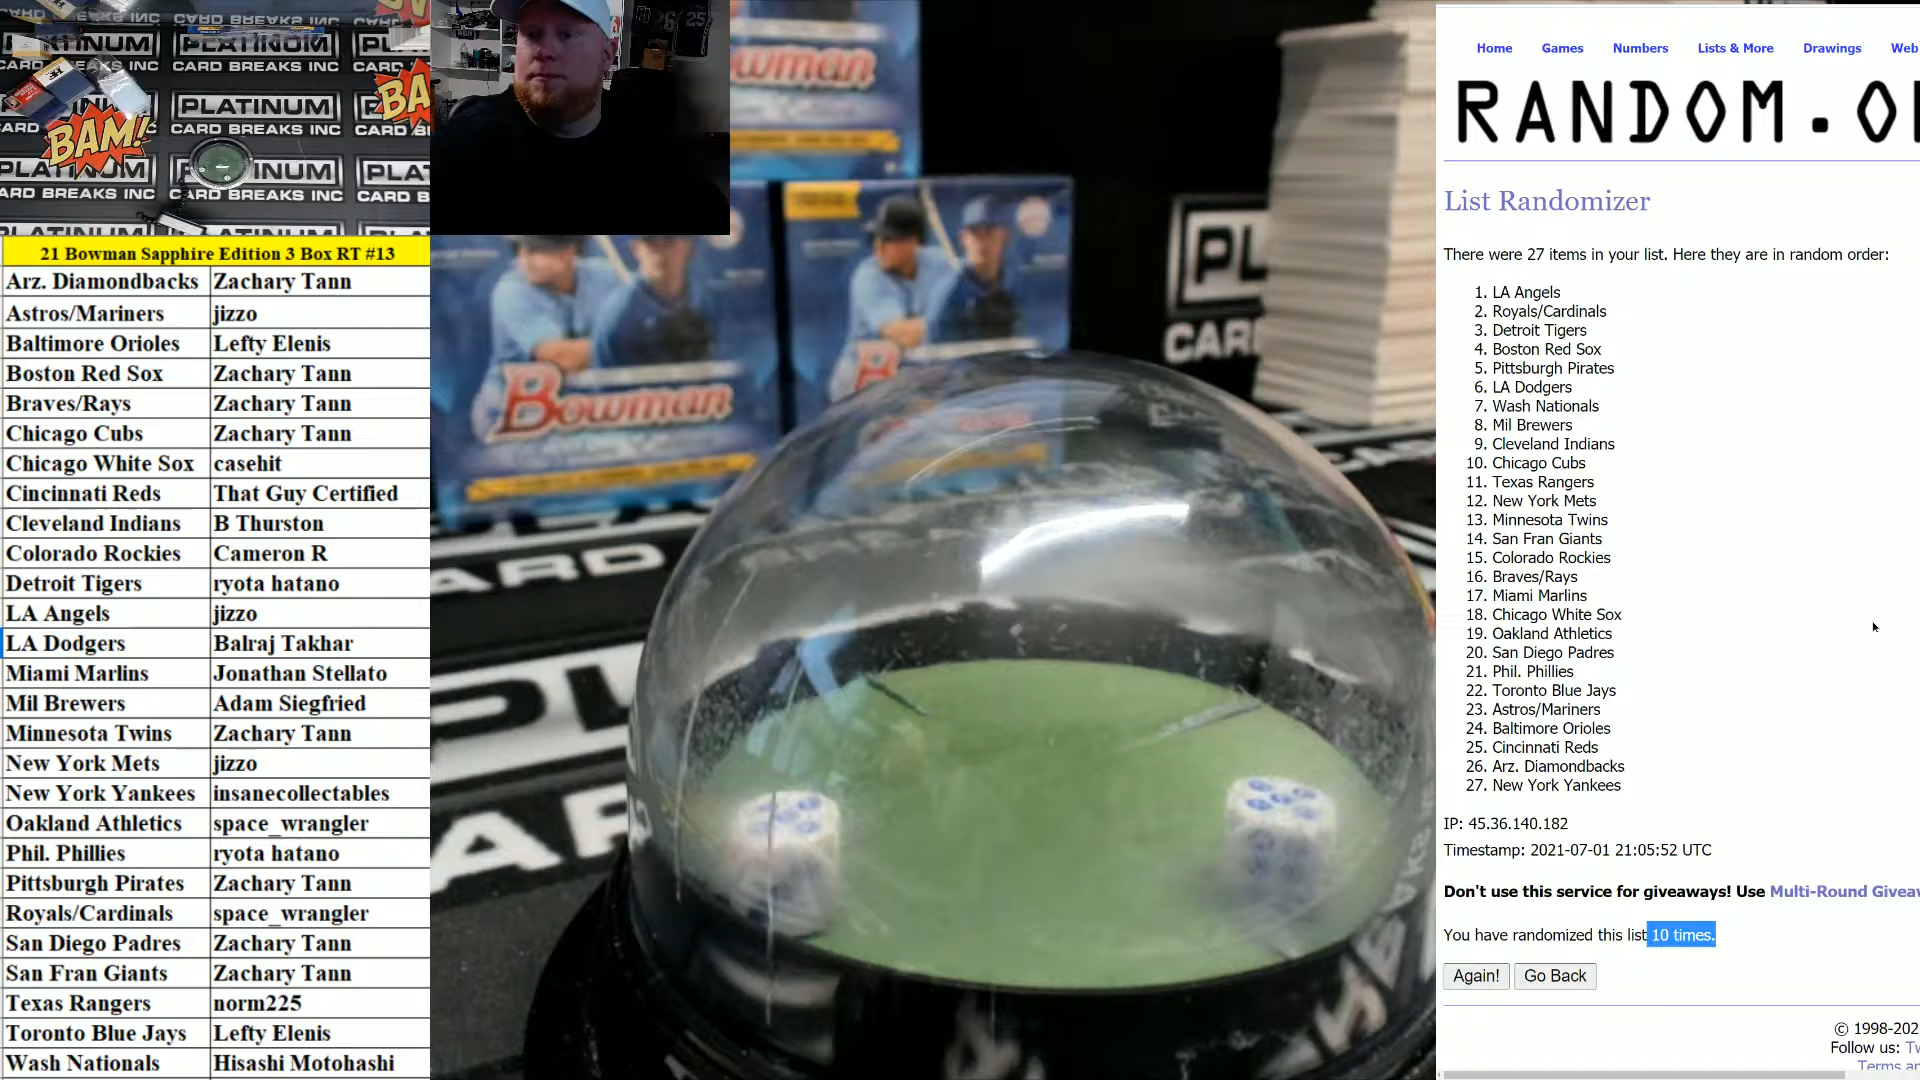 PLATINUM
CARD BREAKS INC
BAM!
PLATINUM
CARD BREAKS INC
21 Bowman Sapphire Edition 3 Box RT #13
Arz. Diamondbacks Zachary Tann
Astros/Mariners jizzo
Baltimore Orioles Lefty Elenis
Boston Red Sox Zachary Tann
Braves/Rays Zachary Tann
Chicago Cubs Zachary Tann
Chicago White Sox casehit
Cincinnati Reds That Guy Certified
Cleveland Indians B Thurston
Colorado Rockies Cameron R
Detroit Tigers ryota hatano
LA Angels jizzo
LA Dodgers Balraj Takhar
Miami Marlins Jonathan Stellato
Mil Brewers Adam Siegfried
Minnesota Twins Zachary Tann
New York Mets jizzo
New York Yankees insanecollectables
Oakland Athletics space_wrangler
Phil. Phillies ryota hatano
Pittsburgh Pirates Zachary Tann
Royals/Cardinals space_wrangler
San Diego Padres Zachary Tann
San Fran Giants Zachary Tann
Texas Rangers norm225
Toronto Blue Jays Lefty Elenis
Wash Nationals Hisashi Motohashi
Bowman
Home Games Numbers Lists & More Drawings Web
RANDOM.O
List Randomizer
There were 27 items in your list. Here they are in random order:
1. LA Angels
2. Royals/Cardinals
3. Detroit Tigers
4. Boston Red Sox
5. Pittsburgh Pirates
6. LA Dodgers
7. Wash Nationals
8. Mil Brewers
9. Cleveland Indians
10. Chicago Cubs
11. Texas Rangers
12. New York Mets
13. Minnesota Twins
14. San Fran Giants
15. Colorado Rockies
16. Braves/Rays
17. Miami Marlins
18. Chicago White Sox
19. Oakland Athletics
20. San Diego Padres
21. Phil. Phillies
22. Toronto Blue Jays
23. Astros/Mariners
24. Baltimore Orioles
25. Cincinnati Reds
26. Arz. Diamondbacks
27. New York Yankees
IP: 45.36.140.182
Timestamp: 2021-07-01 21:05:52 UTC
Don't use this service for giveaways! Use Multi-Round Giveaw
You have randomized this list 10 times.
Again! Go Back
© 1998-202
Follow us: Tw
Terms an